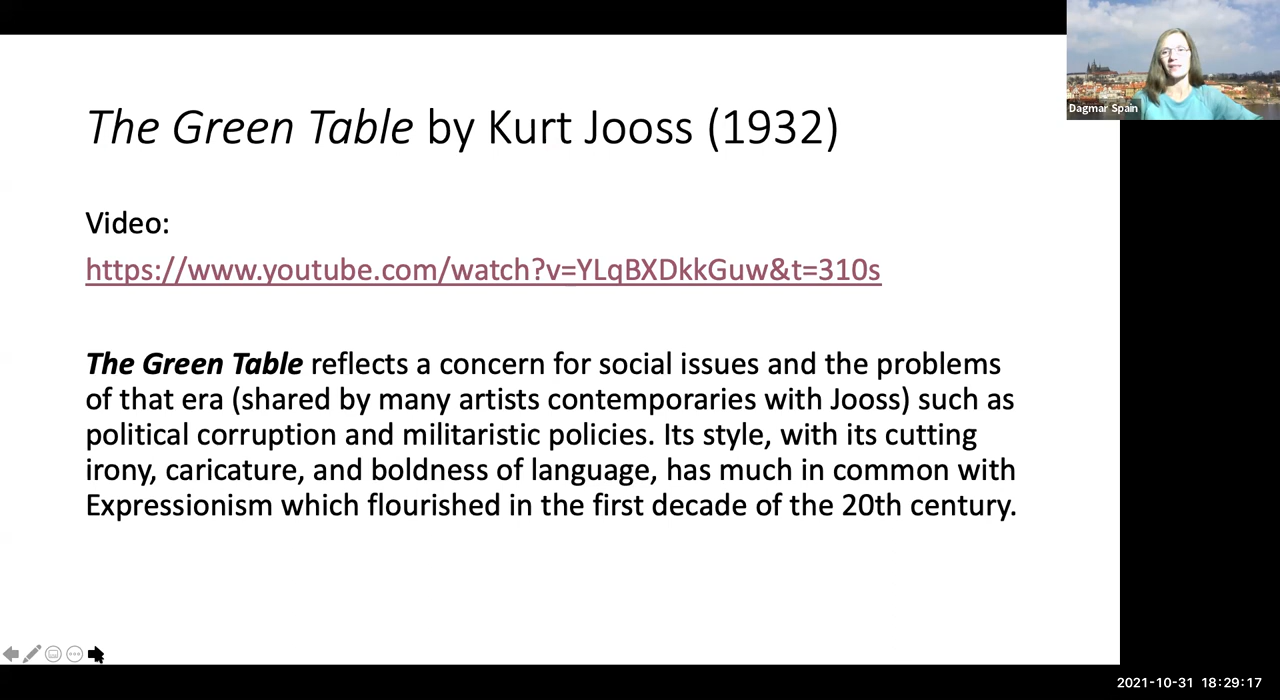 The Green Table by Kurt Jooss (1932)
Dagmar Spain
Video:
https://www.youtube.com/watch?v=YLqBXDkkGuw&t=310s
The Green Table reflects a concern for social issues and the problems
of that era (shared by many artists contemporaries with Jooss) such as
political corruption and militaristic policies. Its style, with its cutting
irony, caricature, and boldness of language, has much in common with
Expressionism which flourished in the first decade of the 20th century.
2021-10-31 18:29:17